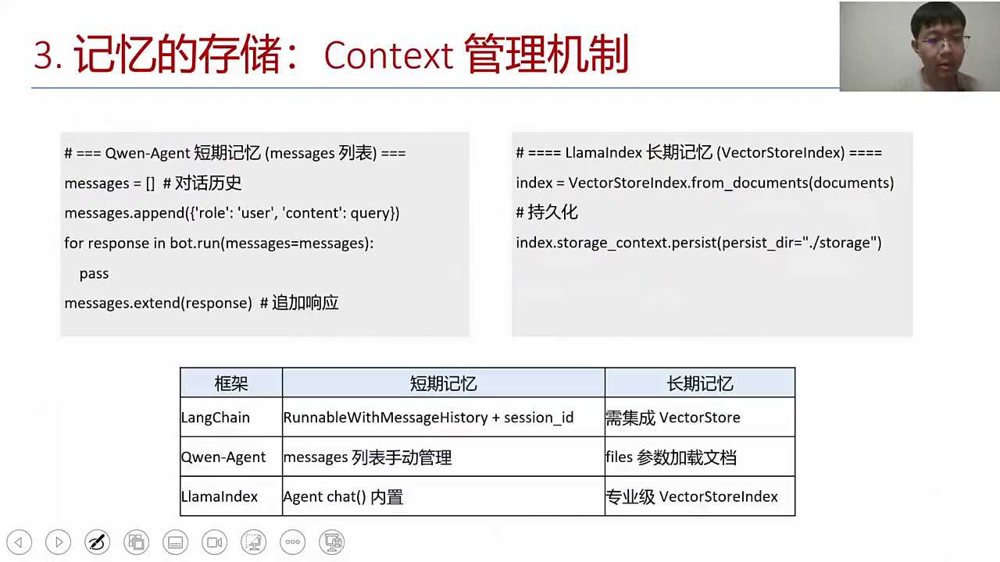 3. 记忆的存储：Context 管理机制
# === Qwen-Agent 短期记忆 (messages 列表) ===
messages = [] # 对话历史
messages.append({'role': 'user', 'content': query})
for response in bot.run(messages=messages):
pass
messages.extend(response) # 追加响应
# ==== LlamaIndex 长期记忆 (VectorStoreIndex) ====
index = VectorStoreIndex.from_documents(documents)
# 持久化
index.storage_context.persist(persist_dir="./storage")
框架 短期记忆 长期记忆
LangChain RunnableWithMessageHistory + session_id 需集成 VectorStore
Qwen-Agent messages 列表手动管理 files 参数加载文档
LlamaIndex Agent chat() 内置 专业级 VectorStoreIndex